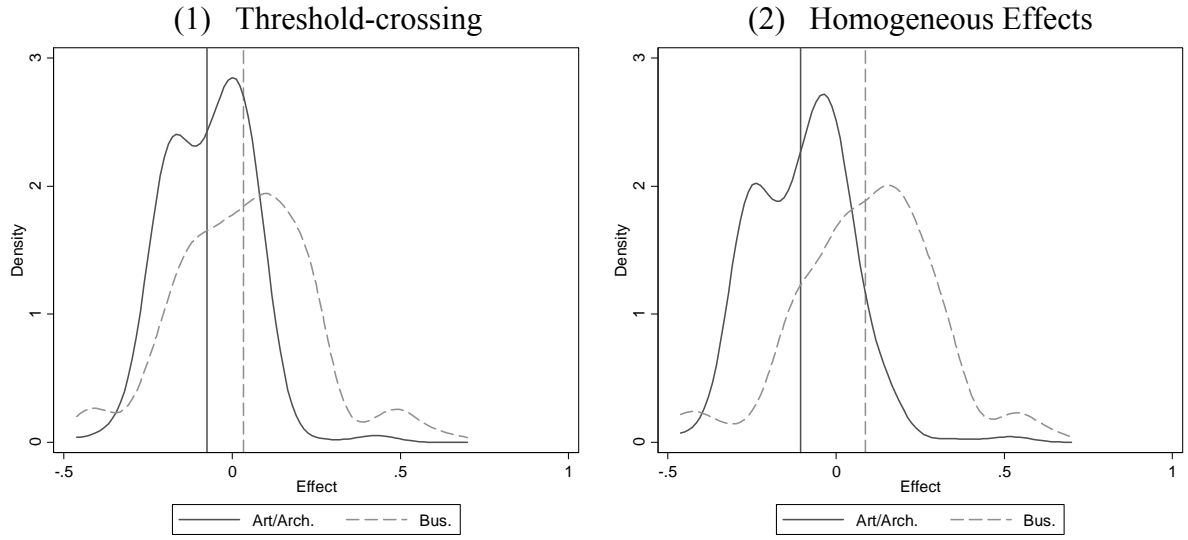 (1) Threshold-crossing
3
2
1
0
Density
-.5 0 .5 1
Effect
Art/Arch. Bus.
(2) Homogeneous Effects
3
2
1
0
Density
-.5 0 .5 1
Effect
Art/Arch. Bus.